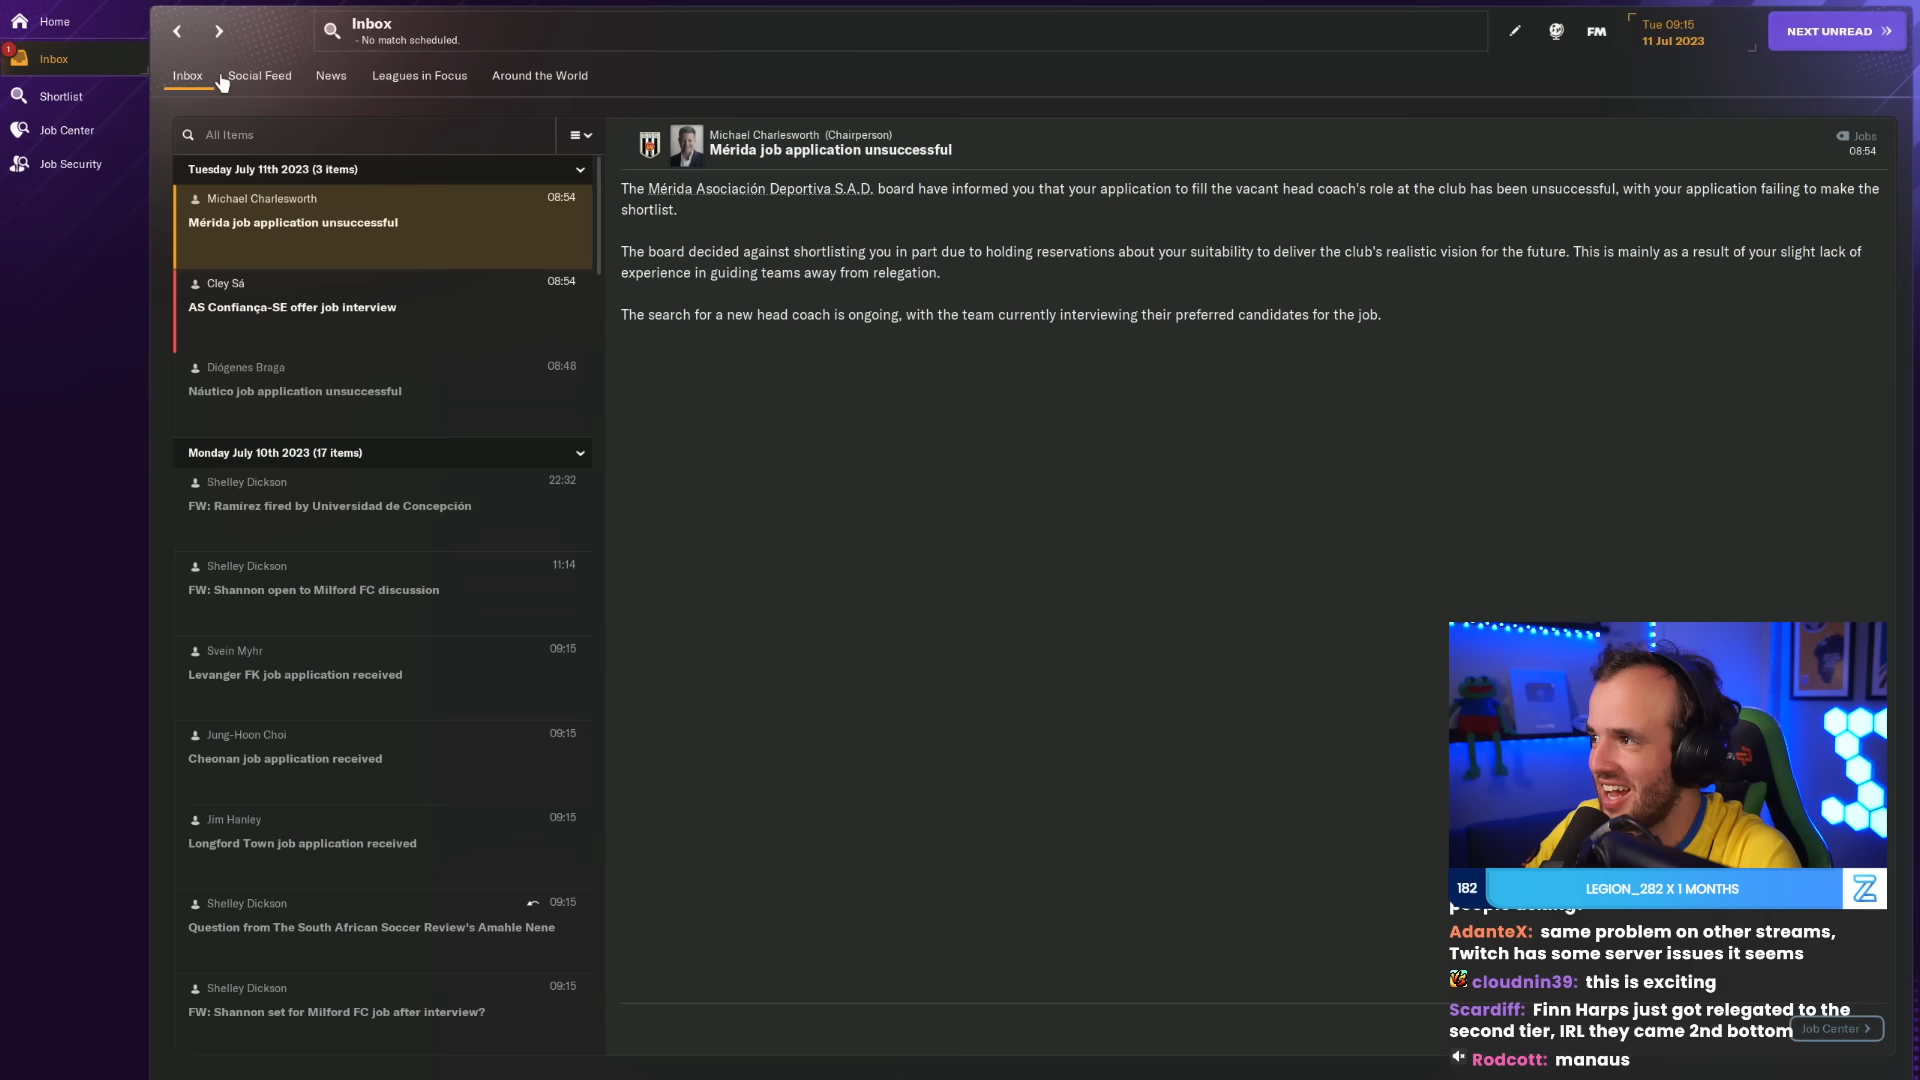 Home
1
Inbox
Shortlist
Job Center
Job Security
Inbox
- No match scheduled.
FM
Tue 09:15
11 Jul 2023
NEXT UNREAD
Inbox
Social Feed
News
Leagues in Focus
Around the World
All Items
Tuesday July 11th 2023 (3 items)
Michael Charlesworth
08:54
Mérida job application unsuccessful
Cley Sá
08:54
AS Confiança-SE offer job interview
Diógenes Braga
08:48
Náutico job application unsuccessful
Monday July 10th 2023 (17 items)
Shelley Dickson
22:32
FW: Ramírez fired by Universidad de Concepción
Shelley Dickson
11:14
FW: Shannon open to Milford FC discussion
Svein Myhr
09:15
Levanger FK job application received
Jung-Hoon Choi
09:15
Cheonan job application received
Jim Hanley
09:15
Longford Town job application received
Shelley Dickson
09:15
Question from The South African Soccer Review's Amahle Nene
Shelley Dickson
09:15
FW: Shannon set for Milford FC job after interview?
Michael Charlesworth (Chairperson)
Mérida job application unsuccessful
Jobs
08:54
The Mérida Asociación Deportiva S.A.D. board have informed you that your application to fill the vacant head coach's role at the club has been unsuccessful, with your application failing to make the
shortlist.
The board decided against shortlisting you in part due to holding reservations about your suitability to deliver the club's realistic vision for the future. This is mainly as a result of your slight lack of
experience in guiding teams away from relegation.
The search for a new head coach is ongoing, with the team currently interviewing their preferred candidates for the job.
182
LEGION_282 X 1 MONTHS
Z
AdanteX: same problem on other streams,
Twitch has some server issues it seems
cloudnin39: this is exciting
Scardiff: Finn Harps just got relegated to the
second tier, IRL they came 2nd bottom
Job Center
Rodcott: manaus